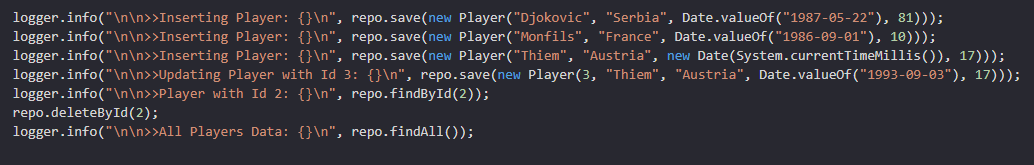 logger.info("\n\n>>Inserting Player: {}\n", repo.save(new Player("Djokovic", "Serbia", Date.valueOf("1987-05-22"), 81)));
logger.info("\n\n>>Inserting Player: {}\n", repo.save(new Player("Monfils", "France", Date.valueOf("1986-09-01"), 10)));
logger.info("\n\n>>Inserting Player: {}\n", repo.save(new Player("Thiem", "Austria", new Date(System.currentTimeMillis()), 17)));
logger.info("\n\n>>Updating Player with Id 3: {}\n", repo.save(new Player(3, "Thiem", "Austria", Date.valueOf("1993-09-03"), 17)));
logger.info("\n\n>>Player with Id 2: {}\n", repo.findById(2));
repo.deleteById(2);
logger.info("\n\n>>All Players Data: {}\n", repo.findAll());